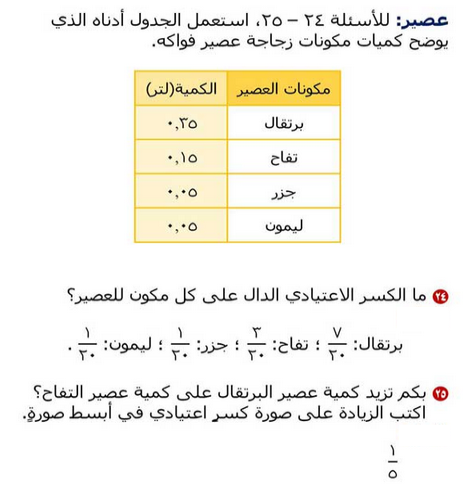 عصير: للأسئلة ٢٤ – ٢٥، استعمل الجدول أدناه الذي
يوضح كميات مكونات زجاجة عصير فواكه.
مكونات العصير الكمية(لتر)
برتقال ٠,٣٥
تفاح ٠,١٥
جزر ٠,٠٥
ليمون ٠,٠٥
٢٤ ما الكسر الاعتيادي الدال على كل مكون للعصير؟
برتقال: ٧/٢٠ ؛ تفاح: ٣/٢٠ ؛ جزر: ١/٢٠ ؛ ليمون: ١/٢٠ .
٢٥ بكم تزيد كمية عصير البرتقال على كمية عصير التفاح؟
اكتب الزيادة على صورة كسرٍ اعتيادي في أبسط صورةٍ.
١/٥